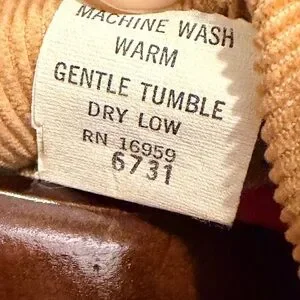 MACHINE WASH
WARM
GENTLE TUMBLE
DRY LOW
RN 16959
6731